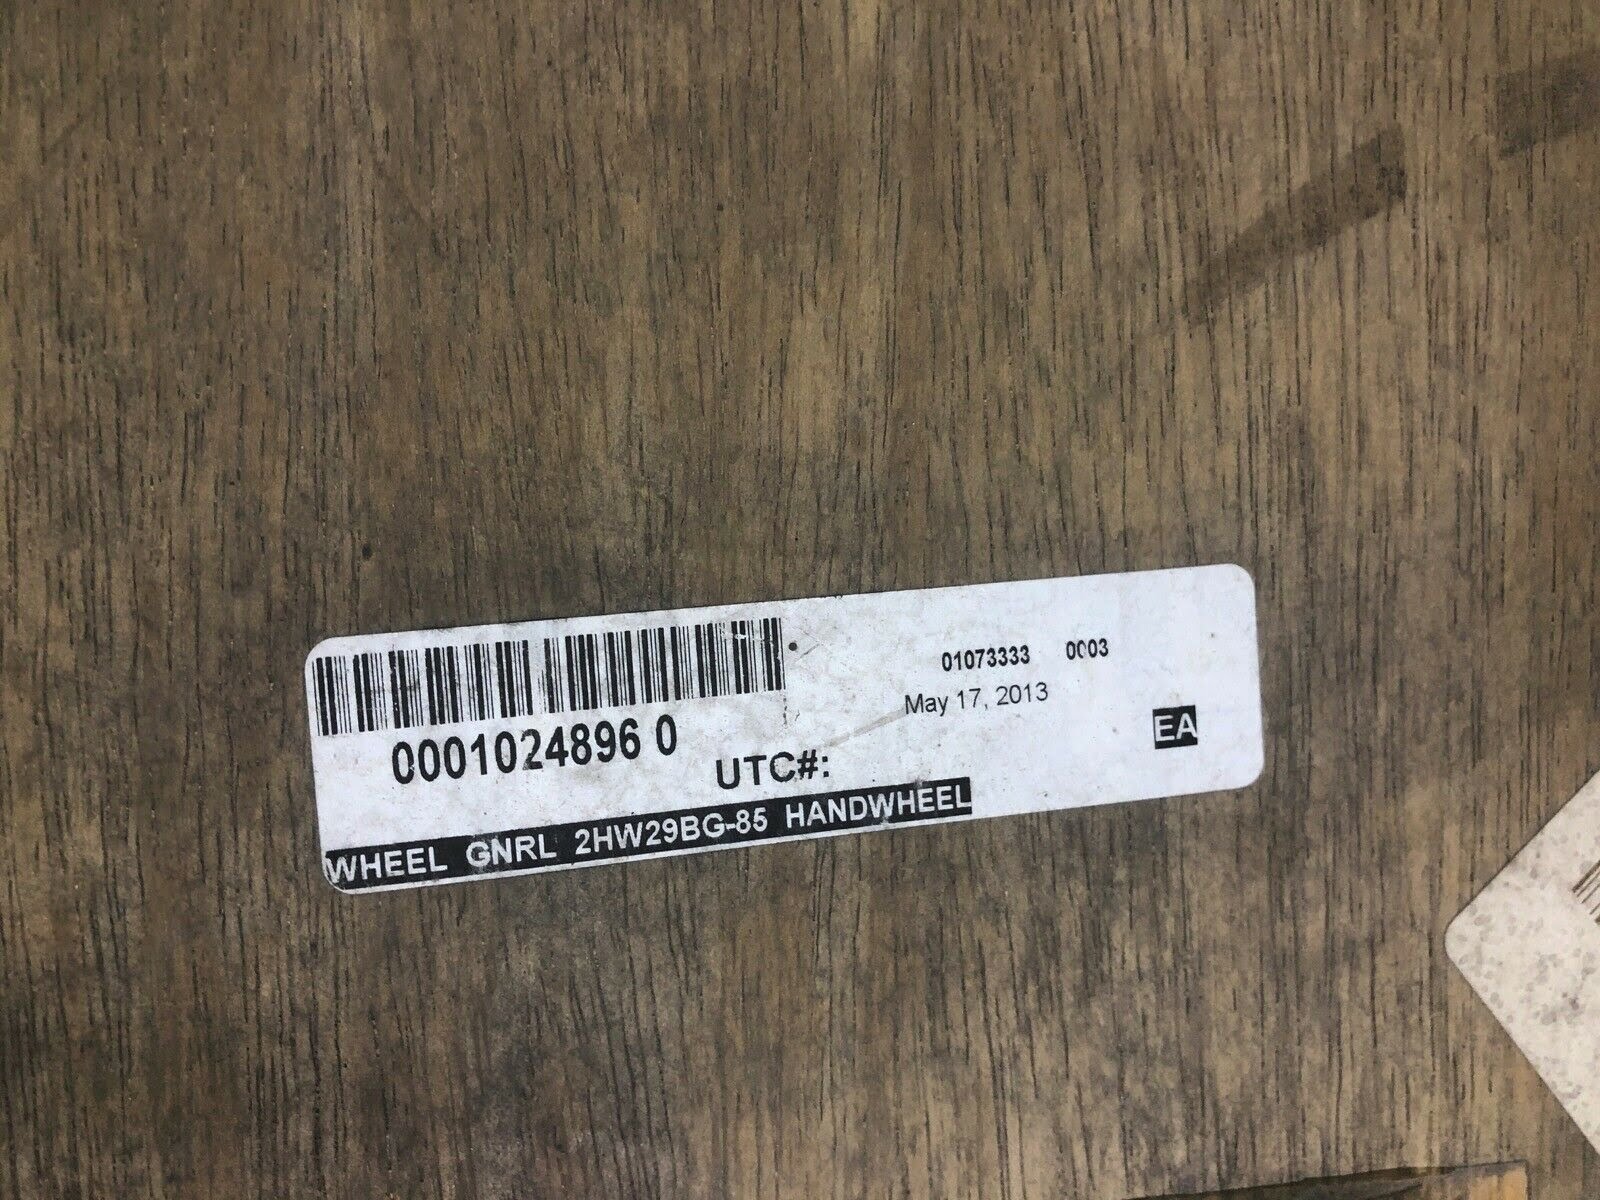 01073333 0003
May 17, 2013
0001024896 0
UTC#:
EA
WHEEL GNRL 2HW29BG-85 HANDWHEEL